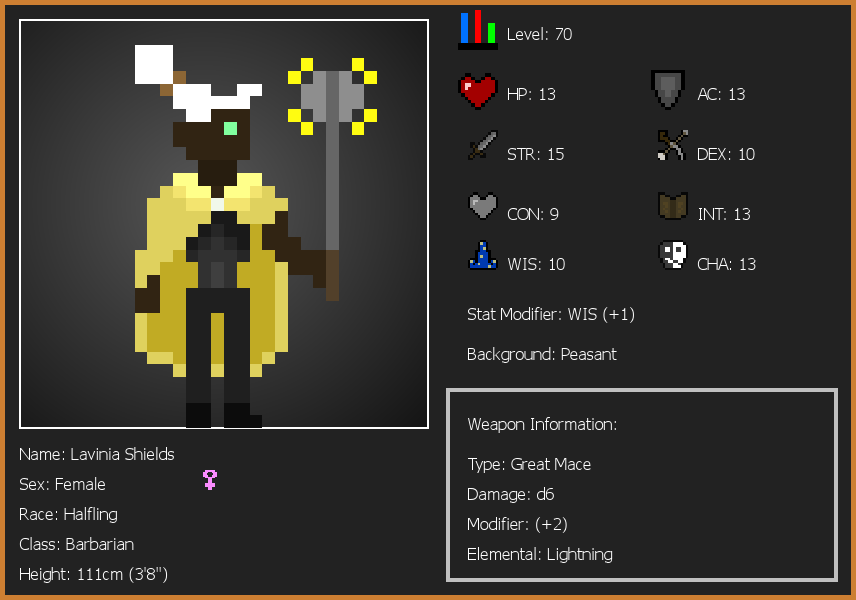 Level: 70
HP: 13
AC: 13
STR: 15
DEX: 10
CON: 9
INT: 13
WIS: 10
CHA: 13
Stat Modifier: WIS (+1)
Background: Peasant
Weapon Information:
Type: Great Mace
Damage: d6
Modifier: (+2)
Elemental: Lightning
Name: Lavinia Shields
Sex: Female
Race: Halfling
Class: Barbarian
Height: 111cm (3'8")